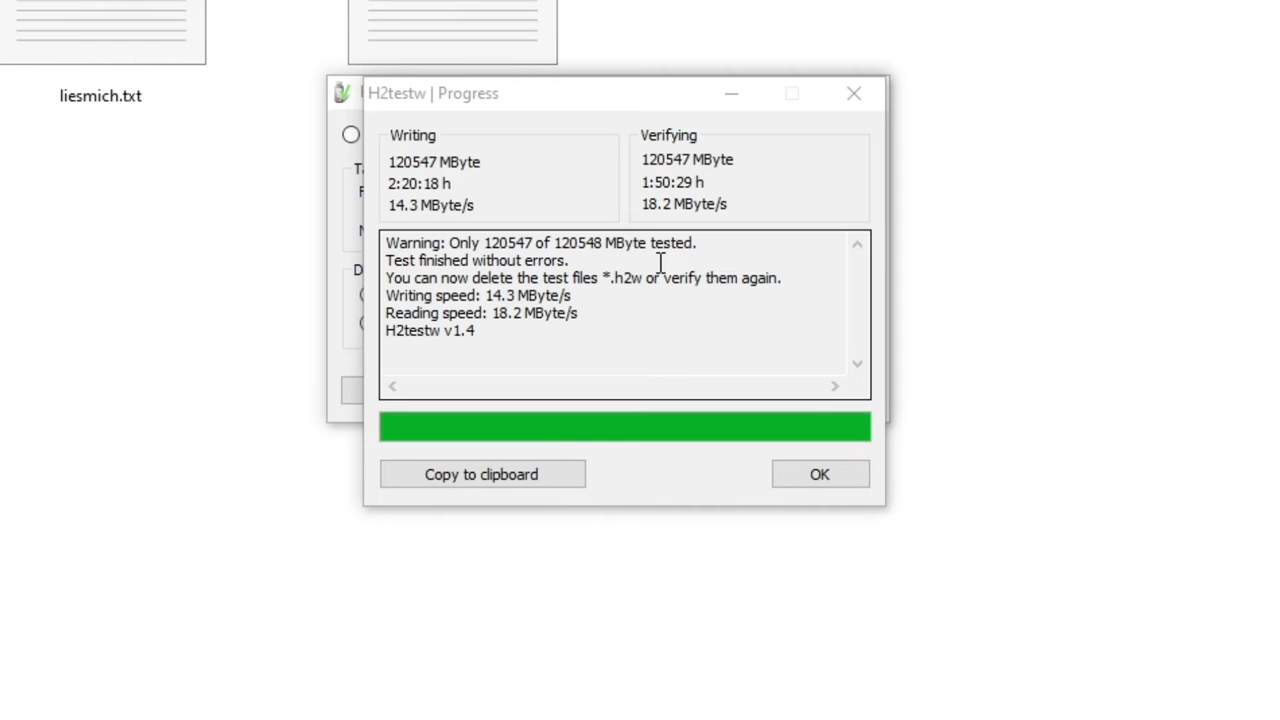 liesmich.txt
H2testw | Progress
Writing
120547 MByte
2:20:18 h
14.3 MByte/s
Verifying
120547 MByte
1:50:29 h
18.2 MByte/s
Warning: Only 120547 of 120548 MByte tested.
Test finished without errors.
You can now delete the test files *.h2w or verify them again.
Writing speed: 14.3 MByte/s
Reading speed: 18.2 MByte/s
H2testw v1.4
Copy to clipboard
OK